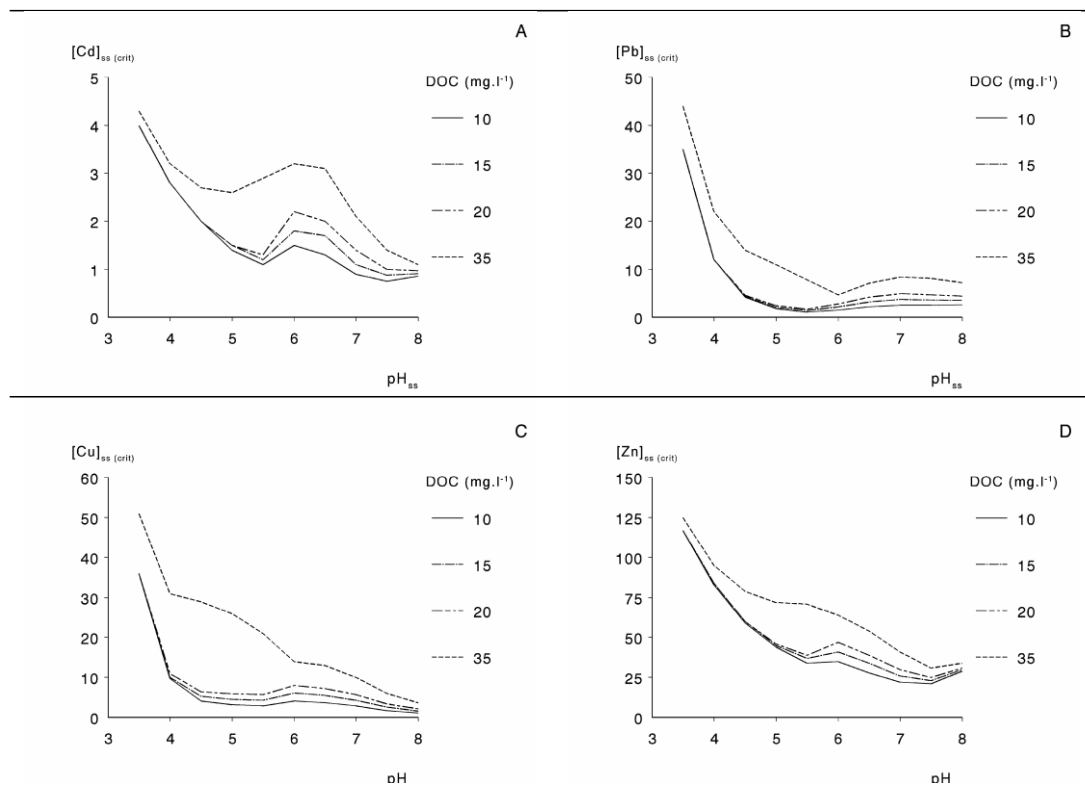 A
[Cd]ss (crit)
DOC (mg.l-1)
5
4
3
2
1
0
10
15
20
35
3 4 5 6 7 8
pHss
B
[Pb]ss (crit)
DOC (mg.l-1)
50
40
30
20
10
0
10
15
20
35
3 4 5 6 7 8
pHss
C
[Cu]ss (crit)
DOC (mg.l-1)
60
50
40
30
20
10
0
10
15
20
35
3 4 5 6 7 8
pH
D
[Zn]ss (crit)
DOC (mg.l-1)
150
125
100
75
50
25
0
10
15
20
35
3 4 5 6 7 8
pH